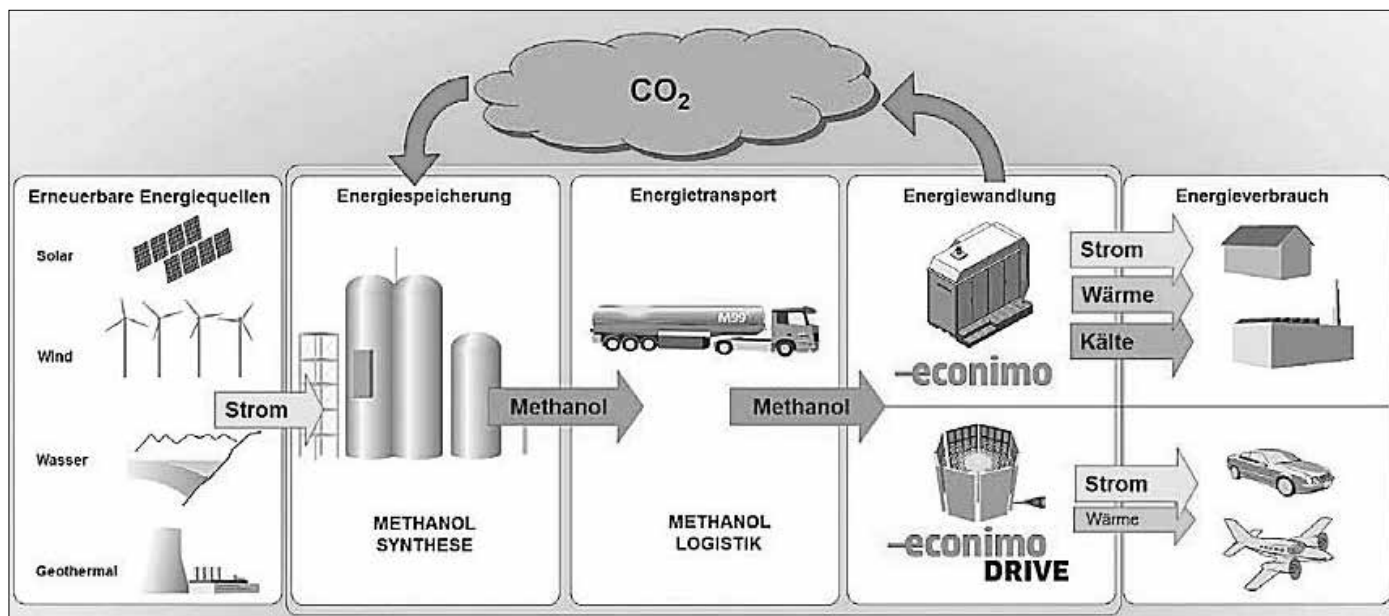 CO₂
Erneuerbare Energiequellen
Solar
Wind
Wasser
Geothermal
Strom
Energiespeicherung
METHANOL
SYNTHESE
Methanol
Energietransport
M99
METHANOL
LOGISTIK
Methanol
Energiewandlung
econimo
econimo
DRIVE
Strom
Wärme
Kälte
Strom
Wärme
Energieverbrauch